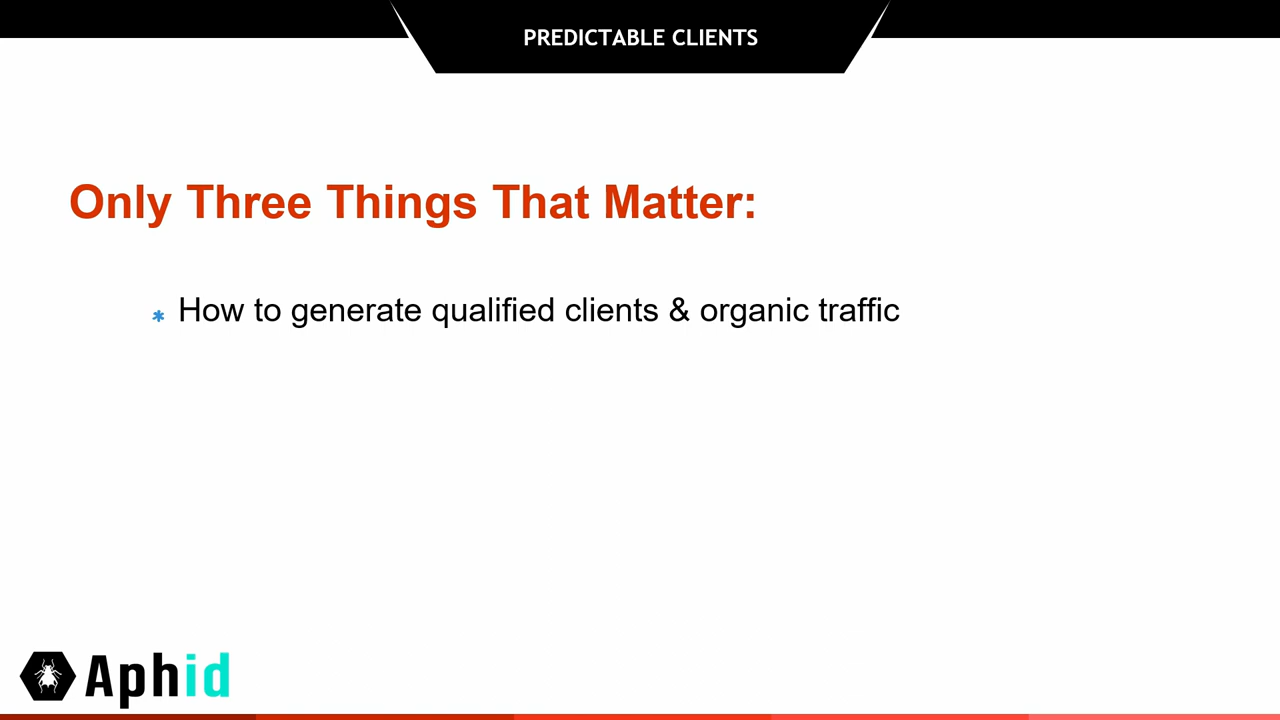 PREDICTABLE CLIENTS
Only Three Things That Matter:
* How to generate qualified clients & organic traffic
Aphid